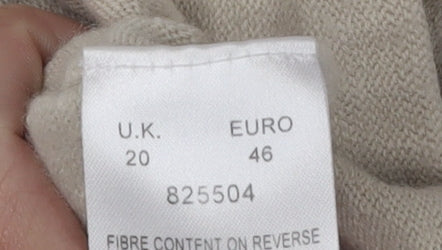 U.K. EURO
20 46
825504
FIBRE CONTENT ON REVERSE